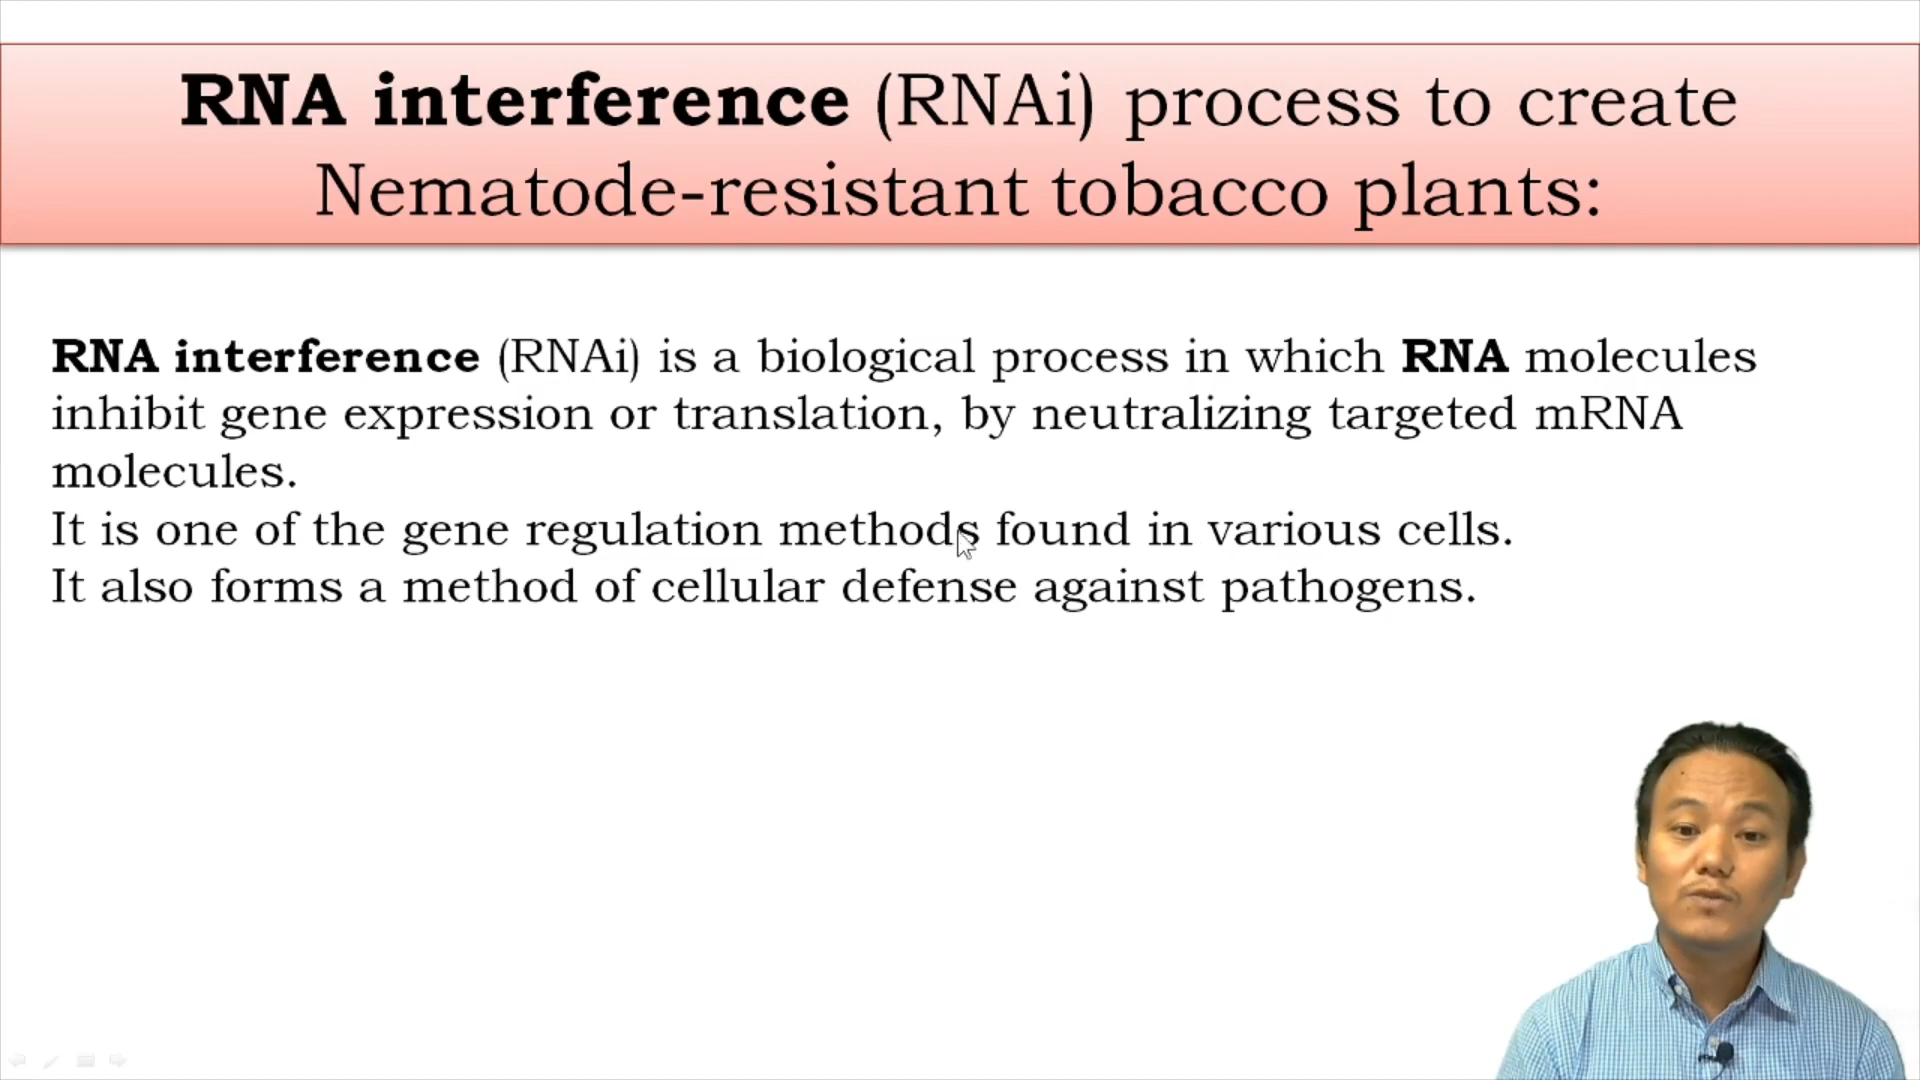 RNA interference (RNAi) process to create
Nematode-resistant tobacco plants:
RNA interference (RNAi) is a biological process in which RNA molecules
inhibit gene expression or translation, by neutralizing targeted mRNA
molecules.
It is one of the gene regulation methods found in various cells.
It also forms a method of cellular defense against pathogens.